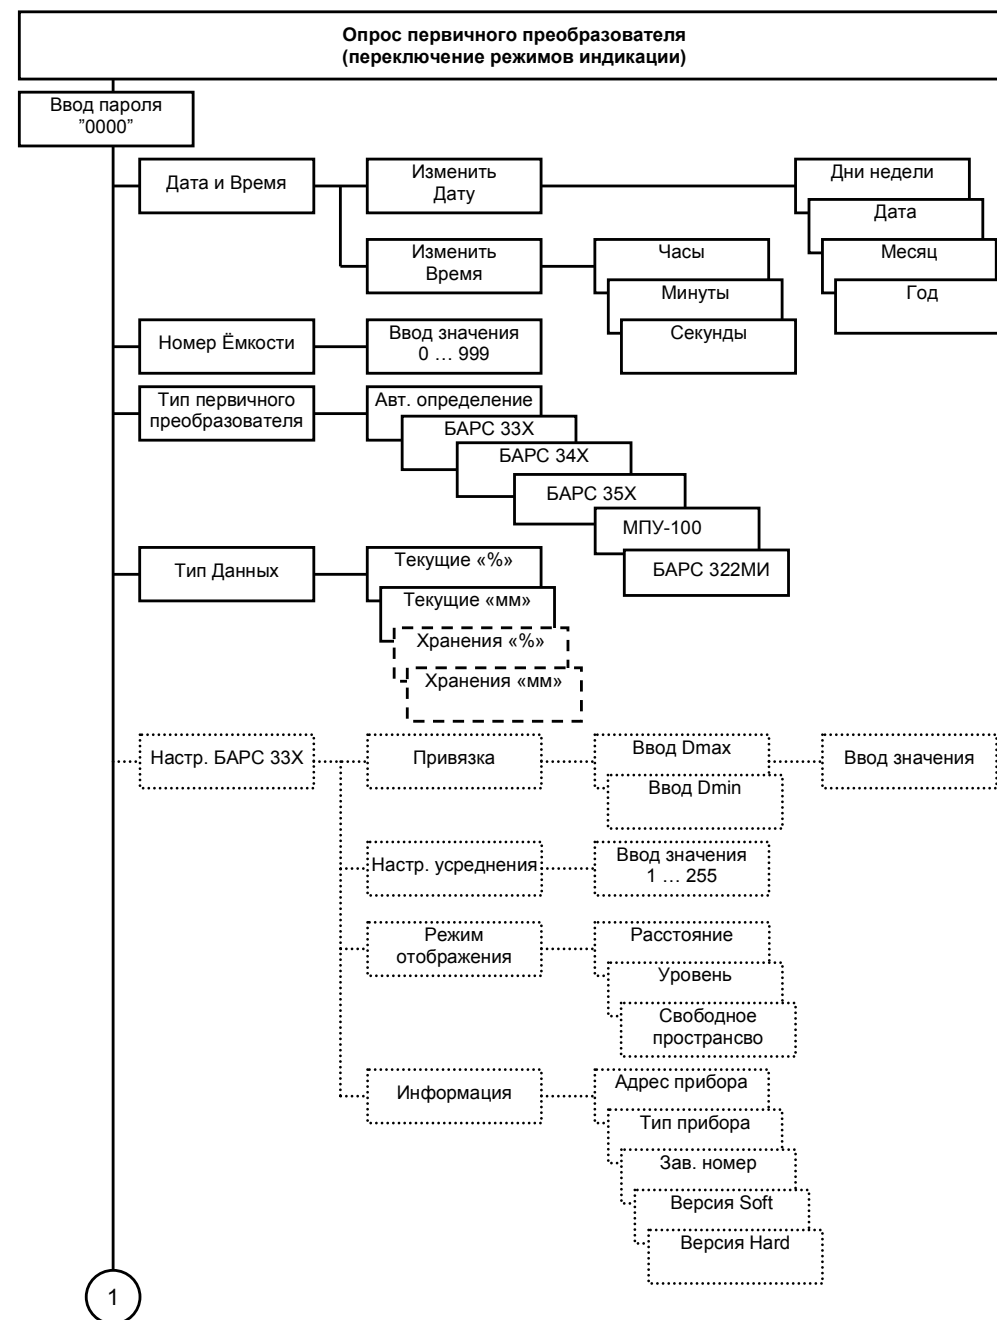 Опрос первичного преобразователя
(переключение режимов индикации)
Ввод пароля
"0000"
Дата и Время
Изменить
Дату
Дни недели
Дата
Месяц
Год
Изменить
Время
Часы
Минуты
Секунды
Номер Ёмкости
Ввод значения
0 … 999
Тип первичного
преобразователя
Авт. определение
БАРС 33Х
БАРС 34Х
БАРС 35Х
МПУ-100
БАРС 322МИ
Тип Данных
Текущие «%»
Текущие «мм»
Хранения «%»
Хранения «мм»
Настр. БАРС 33Х
Привязка
Ввод Dmax
Ввод значения
Ввод Dmin
Настр. усреднения
Ввод значения
1 … 255
Режим
отображения
Расстояние
Уровень
Свободное
пространсво
Информация
Адрес прибора
Тип прибора
Зав. номер
Версия Soft
Версия Hard
1